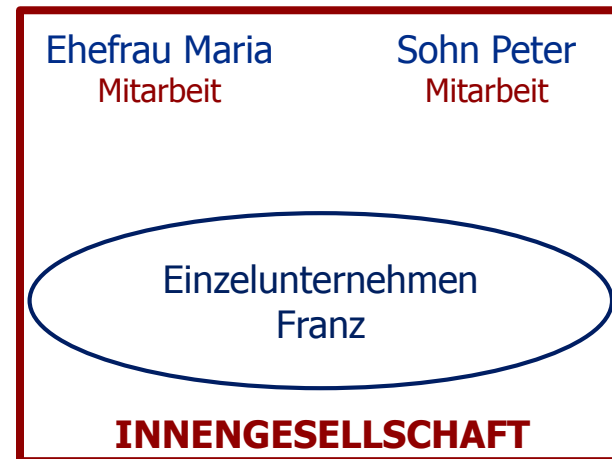 Ehefrau Maria
Mitarbeit
Sohn Peter
Mitarbeit
Einzelunternehmen
Franz
INNENGESELLSCHAFT